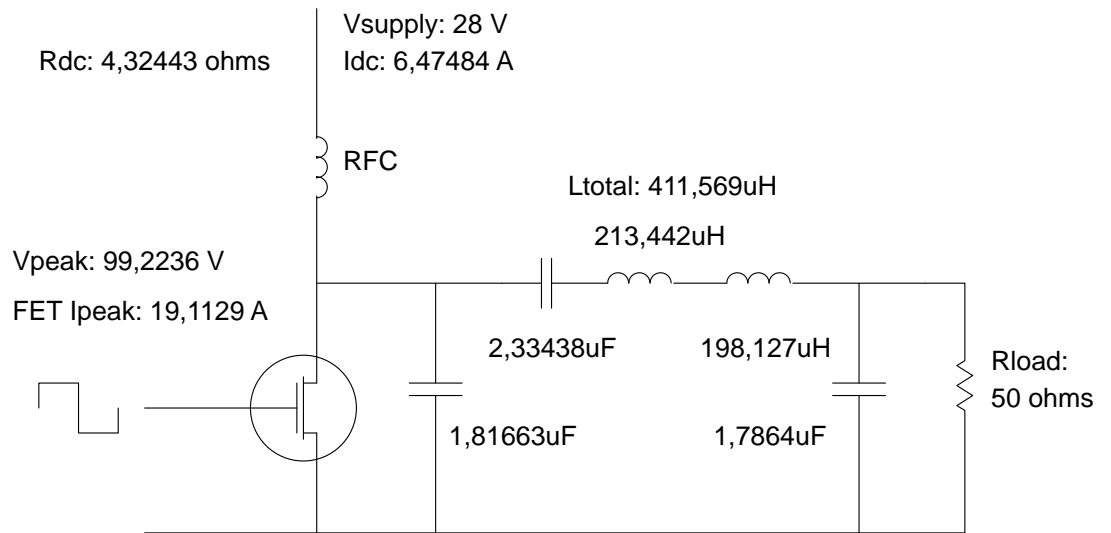 Vsupply: 28 V
Rdc: 4,32443 ohms
Idc: 6,47484 A
RFC
Ltotal: 411,569uH
213,442uH
Vpeak: 99,2236 V
FET Ipeak: 19,1129 A
2,33438uF
198,127uH
Rload:
50 ohms
1,81663uF
1,7864uF